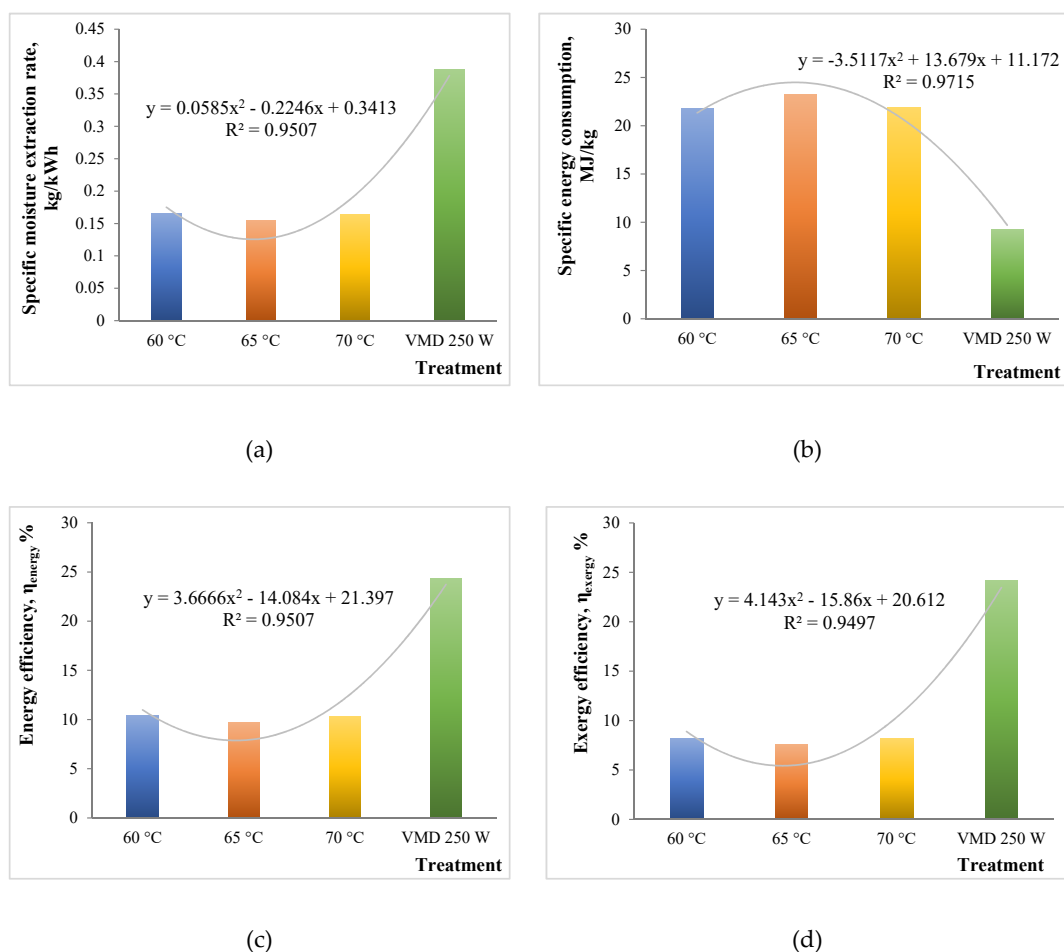 Specific moisture extraction rate,
kg/kWh
0.45
0.4
0.35
0.3
0.25
0.2
0.15
0.1
0.05
0
y = 0.0585x² - 0.2246x + 0.3413
R² = 0.9507
60 °C 65 °C 70 °C VMD 250 W
Treatment
(a)
Specific energy consumption,
MJ/kg
30
25
20
15
10
5
0
y = -3.5117x² + 13.679x + 11.172
R² = 0.9715
60 °C 65 °C 70 °C VMD 250 W
Treatment
(b)
Energy efficiency, ηenergy %
30
25
20
15
10
5
0
y = 3.6666x² - 14.084x + 21.397
R² = 0.9507
60 °C 65 °C 70 °C VMD 250 W
Treatment
(c)
Exergy efficiency, ηexergy %
30
25
20
15
10
5
0
y = 4.143x² - 15.86x + 20.612
R² = 0.9497
60 °C 65 °C 70 °C VMD 250 W
Treatment
(d)